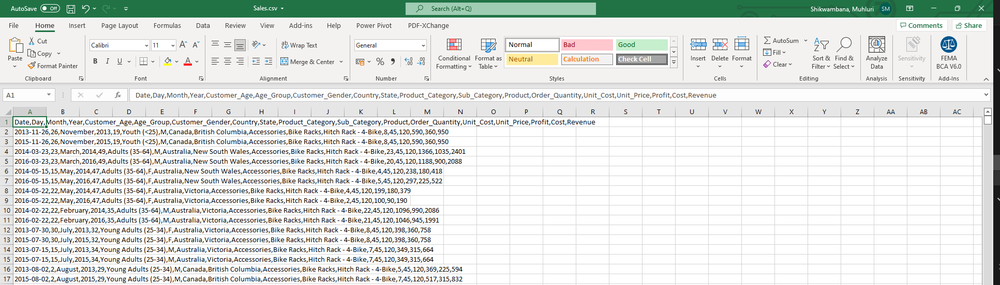 AutoSave Off Sales.csv Search (Alt+Q) Shikwambana, Muhluri SM
File Home Insert Page Layout Formulas Data Review View Add-ins Help Power Pivot PDF-XChange Comments Share
Paste Cut Copy Format Painter Clipboard
Calibri 11 A A B I U A Font
ab Wrap Text Merge & Center Alignment
General % Number
Conditional Formatting Format as Table Normal Bad Good Neutral Calculation Check Cell Styles
Insert Delete Format Cells
AutoSum Fill Clear Sort & Filter Find & Select Editing
Analyze Data Analysis
Sensitivity Sensitivity
FEMA BCA V6.0 Add-Ins
A1 fx Date,Day,Month,Year,Customer_Age,Age_Group,Customer_Gender,Country,State,Product_Category,Sub_Category,Product,Order_Quantity,Unit_Cost,Unit_Price,Profit,Cost,Revenue
A B C D E F G H I J K L M N O P Q R S T U V W X Y Z AA AB AC
1 Date,Day,Month,Year,Customer_Age,Age_Group,Customer_Gender,Country,State,Product_Category,Sub_Category,Product,Order_Quantity,Unit_Cost,Unit_Price,Profit,Cost,Revenue
2 2013-11-26,26,November,2013,19,Youth (<25),M,Canada,British Columbia,Accessories,Bike Racks,Hitch Rack - 4-Bike,8,45,120,590,360,950
3 2015-11-26,26,November,2015,19,Youth (<25),M,Canada,British Columbia,Accessories,Bike Racks,Hitch Rack - 4-Bike,8,45,120,590,360,950
4 2014-03-23,23,March,2014,49,Adults (35-64),M,Australia,New South Wales,Accessories,Bike Racks,Hitch Rack - 4-Bike,23,45,120,1366,1035,2401
5 2016-03-23,23,March,2016,49,Adults (35-64),M,Australia,New South Wales,Accessories,Bike Racks,Hitch Rack - 4-Bike,20,45,120,1188,900,2088
6 2014-05-15,15,May,2014,47,Adults (35-64),F,Australia,New South Wales,Accessories,Bike Racks,Hitch Rack - 4-Bike,4,45,120,238,180,418
7 2016-05-15,15,May,2016,47,Adults (35-64),F,Australia,New South Wales,Accessories,Bike Racks,Hitch Rack - 4-Bike,5,45,120,297,225,522
8 2014-05-22,22,May,2014,47,Adults (35-64),F,Australia,Victoria,Accessories,Bike Racks,Hitch Rack - 4-Bike,4,45,120,199,180,379
9 2016-05-22,22,May,2016,47,Adults (35-64),F,Australia,Victoria,Accessories,Bike Racks,Hitch Rack - 4-Bike,2,45,120,100,90,190
10 2014-02-22,22,February,2014,35,Adults (35-64),M,Australia,Victoria,Accessories,Bike Racks,Hitch Rack - 4-Bike,22,45,120,1096,990,2086
11 2016-02-22,22,February,2016,35,Adults (35-64),M,Australia,Victoria,Accessories,Bike Racks,Hitch Rack - 4-Bike,21,45,120,1046,945,1991
12 2013-07-30,30,July,2013,32,Young Adults (25-34),F,Australia,Victoria,Accessories,Bike Racks,Hitch Rack - 4-Bike,8,45,120,398,360,758
13 2015-07-30,30,July,2015,32,Young Adults (25-34),F,Australia,Victoria,Accessories,Bike Racks,Hitch Rack - 4-Bike,8,45,120,398,360,758
14 2013-07-15,15,July,2013,34,Young Adults (25-34),M,Australia,Victoria,Accessories,Bike Racks,Hitch Rack - 4-Bike,7,45,120,349,315,664
15 2015-07-15,15,July,2015,34,Young Adults (25-34),M,Australia,Victoria,Accessories,Bike Racks,Hitch Rack - 4-Bike,7,45,120,349,315,664
16 2013-08-02,2,August,2013,29,Young Adults (25-34),M,Canada,British Columbia,Accessories,Bike Racks,Hitch Rack - 4-Bike,5,45,120,369,225,594
17 2015-08-02,2,August,2015,29,Young Adults (25-34),M,Canada,British Columbia,Accessories,Bike Racks,Hitch Rack - 4-Bike,7,45,120,517,315,832